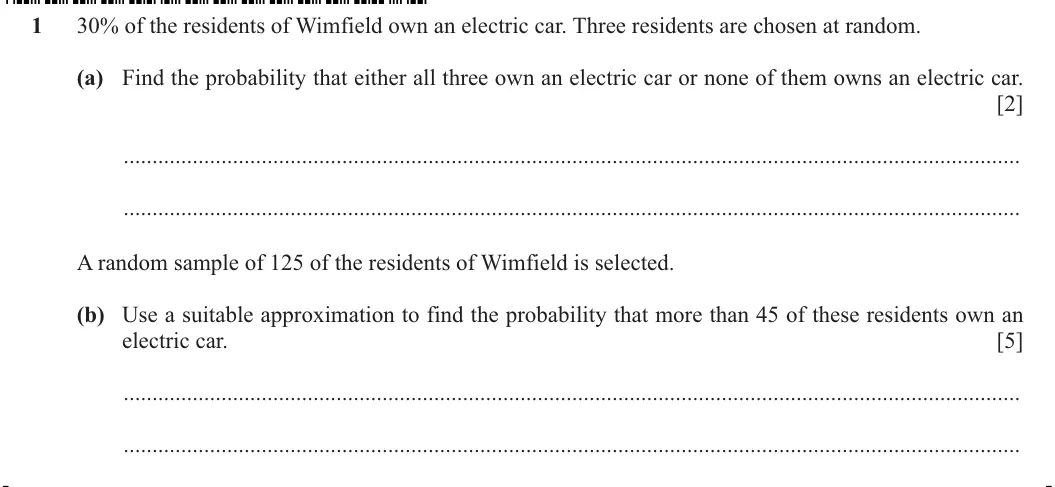 1 30% of the residents of Wimfield own an electric car. Three residents are chosen at random.
(a) Find the probability that either all three own an electric car or none of them owns an electric car.
[2]
................................................................................
................................................................................
A random sample of 125 of the residents of Wimfield is selected.
(b) Use a suitable approximation to find the probability that more than 45 of these residents own an
electric car. [5]
................................................................................
................................................................................